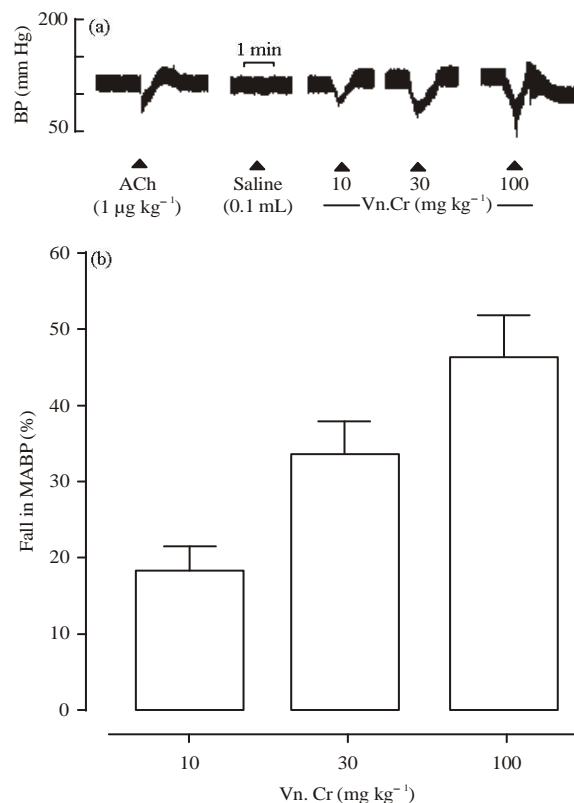 (a)
200
BP (mm Hg)
50
1 min
ACh
(1 µg kg⁻¹)
Saline
(0.1 mL)
10
30
100
Vn.Cr (mg kg⁻¹)
(b)
60
50
40
30
20
10
0
Fall in MABP (%)
10
30
100
Vn. Cr (mg kg⁻¹)